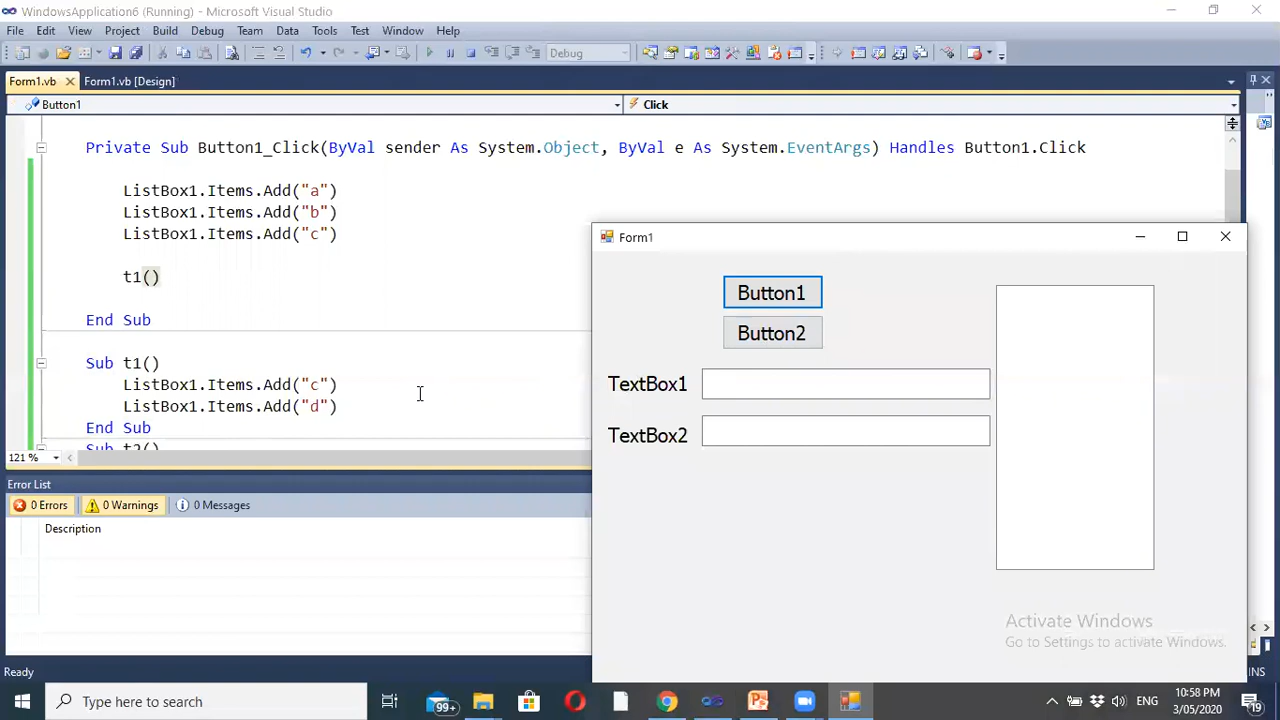 WindowsApplication6 (Running) - Microsoft Visual Studio
File Edit View Project Build Debug Team Data Tools Test Window Help
Debug
Form1.vb Form1.vb [Design]
Button1 Click
Private Sub Button1_Click(ByVal sender As System.Object, ByVal e As System.EventArgs) Handles Button1.Click
ListBox1.Items.Add("a")
ListBox1.Items.Add("b")
ListBox1.Items.Add("c")
t1()
End Sub
Sub t1()
ListBox1.Items.Add("c")
ListBox1.Items.Add("d")
End Sub
Sub t2()
121 %
Form1
Button1
Button2
TextBox1
TextBox2
Error List
0 Errors 0 Warnings 0 Messages
Description
Activate Windows
Go to Settings to activate Windows.
Ready
INS
Type here to search
99+
ENG
10:58 PM
3/05/2020
19